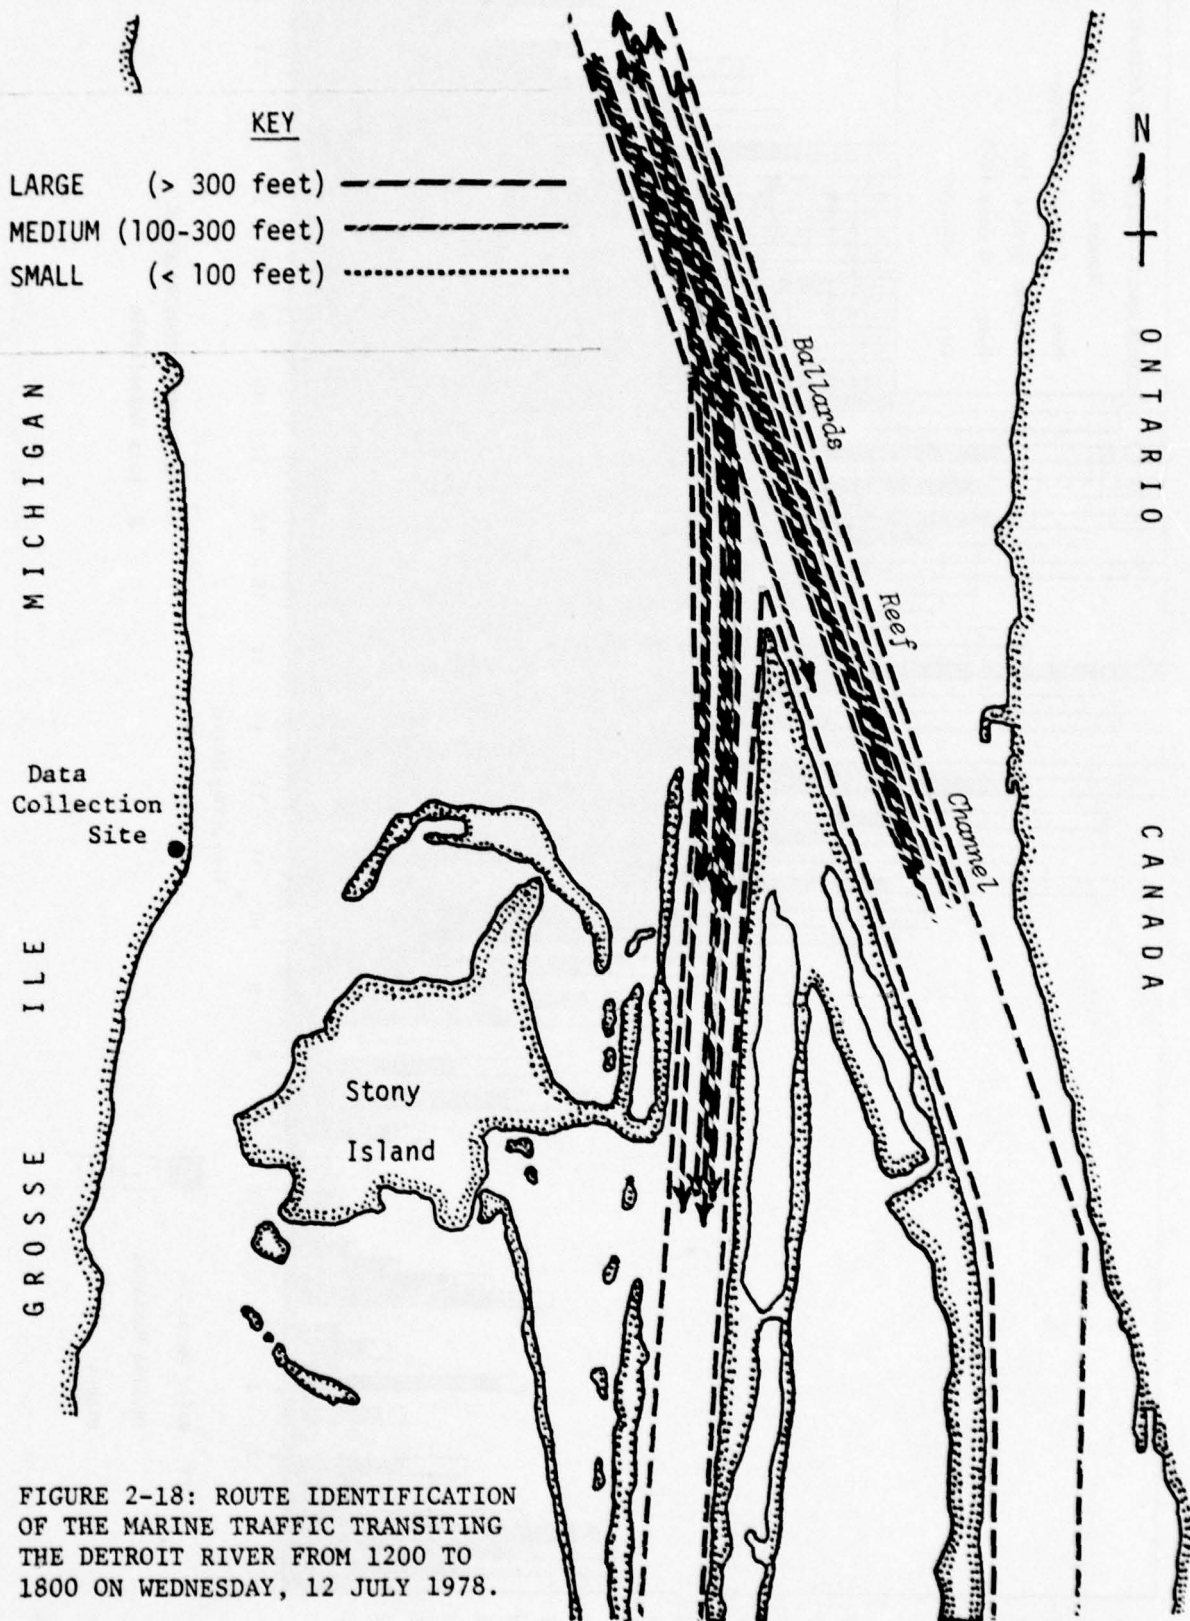 KEY
LARGE (> 300 feet)
MEDIUM (100-300 feet)
SMALL (< 100 feet)
N
MICHIGAN
ONTARIO
Ballards
Reef
Channel
Data
Collection
Site
CANADA
GROSSE ILE
Stony
Island
FIGURE 2-18: ROUTE IDENTIFICATION
OF THE MARINE TRAFFIC TRANSITING
THE DETROIT RIVER FROM 1200 TO
1800 ON WEDNESDAY, 12 JULY 1978.